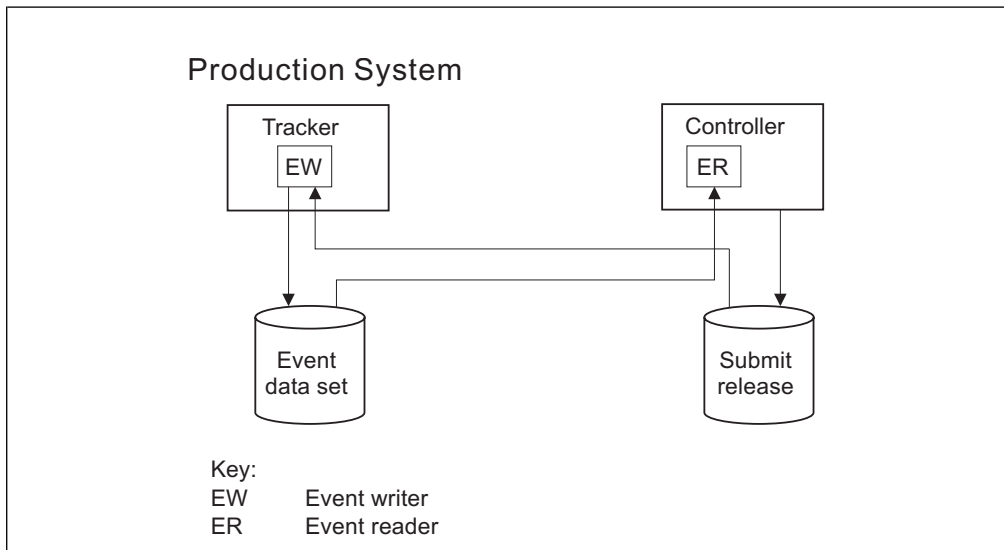 Production System
Tracker
EW
Controller
ER
Event
data set
Submit
release
Key:
EW Event writer
ER Event reader